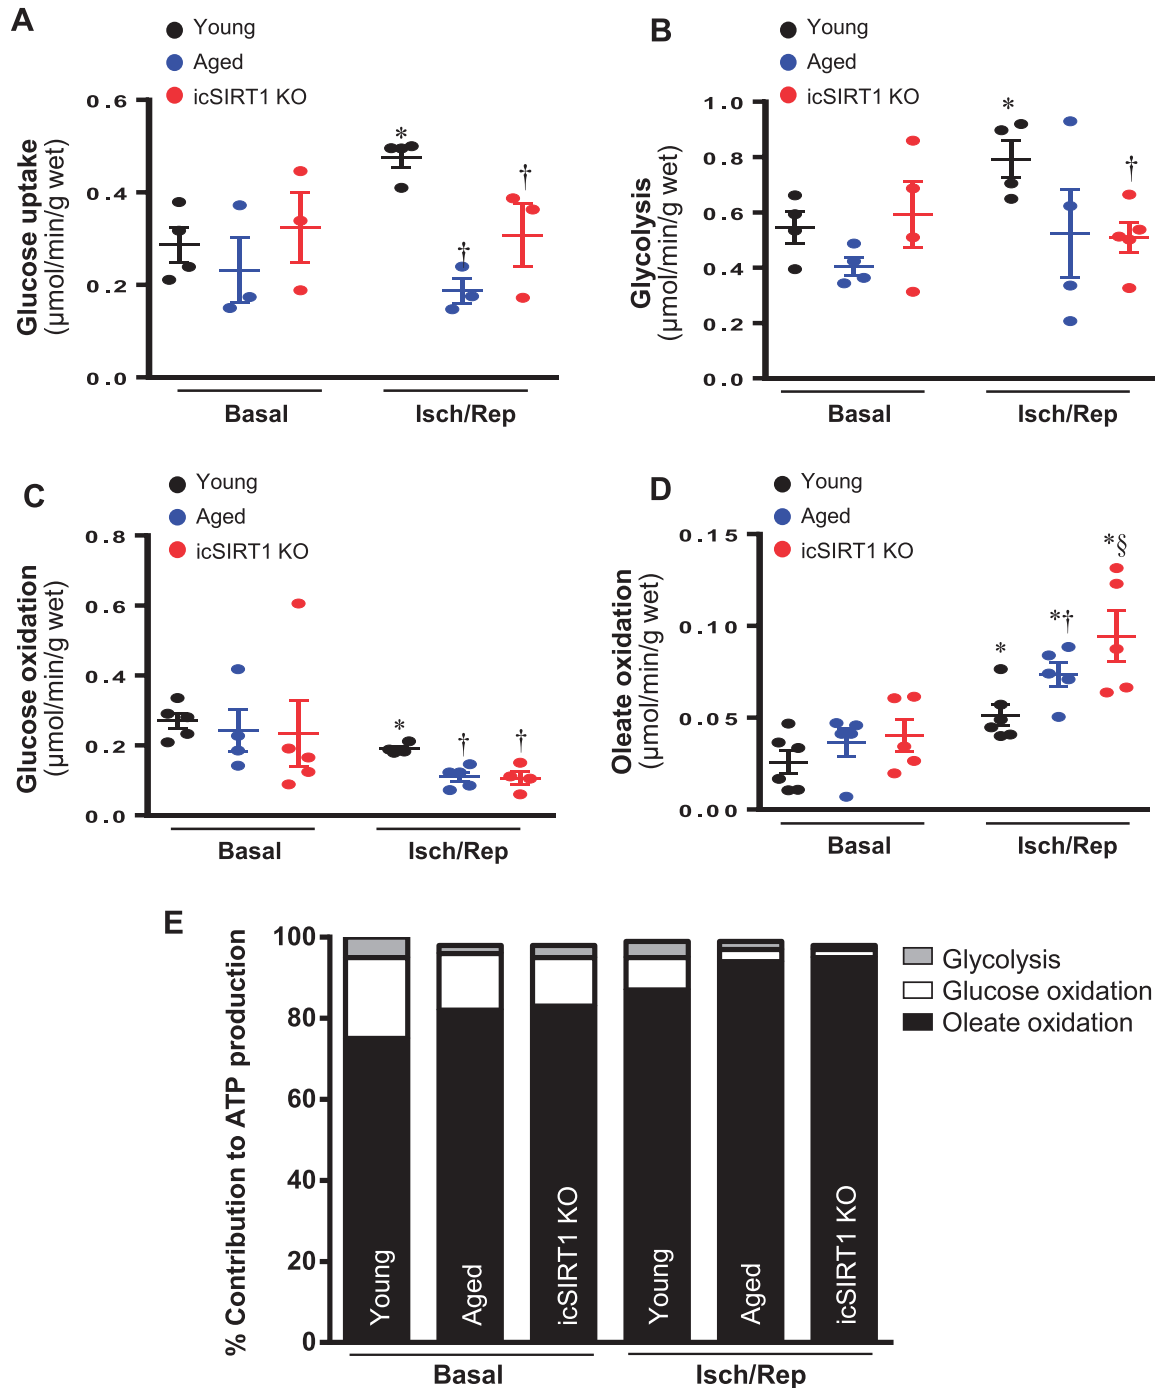 A
Young
Aged
icSIRT1 KO
Glucose uptake
(μmol/min/g wet)
0.6
0.4
0.2
0.0
*
†
†
Basal
Isch/Rep
B
Young
Aged
icSIRT1 KO
Glycolysis
(μmol/min/g wet)
1.0
0.8
0.6
0.4
0.2
0.0
*
†
Basal
Isch/Rep
C
Young
Aged
icSIRT1 KO
Glucose oxidation
(μmol/min/g wet)
0.8
0.6
0.4
0.2
0.0
*
†
†
Basal
Isch/Rep
D
Young
Aged
icSIRT1 KO
Oleate oxidation
(μmol/min/g wet)
0.15
0.10
0.05
0.00
*
*†
*§
Basal
Isch/Rep
E
% Contribution to ATP production
100
80
60
40
20
0
Young
Aged
icSIRT1 KO
Young
Aged
icSIRT1 KO
Basal
Isch/Rep
Glycolysis
Glucose oxidation
Oleate oxidation